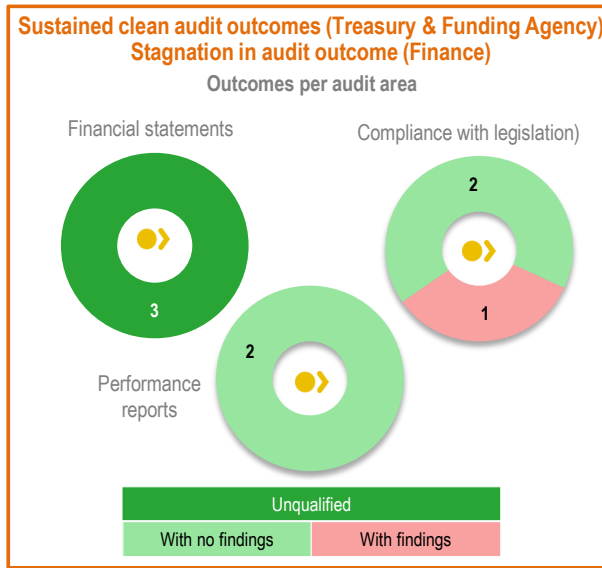 Sustained clean audit outcomes (Treasury & Funding Agency)
Stagnation in audit outcome (Finance)
Outcomes per audit area
Financial statements
3
Compliance with legislation)
2
1
Performance
reports
2
Unqualified
With no findings
With findings